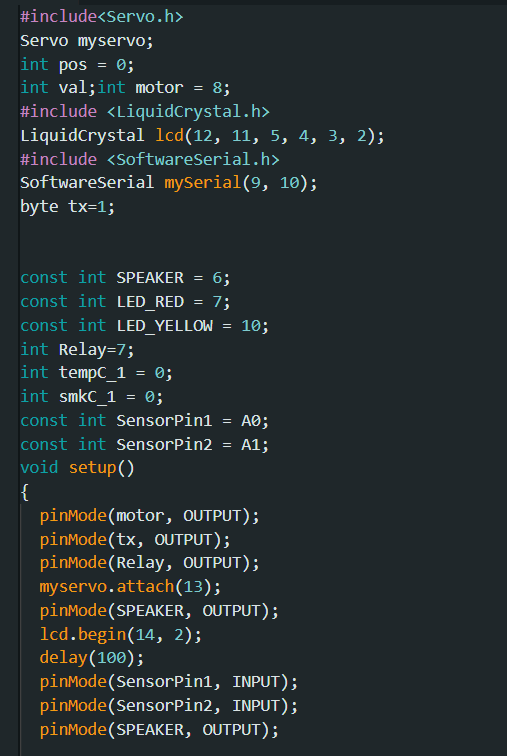 #include<Servo.h>
Servo myservo;
int pos = 0;
int val;int motor = 8;
#include <LiquidCrystal.h>
LiquidCrystal lcd(12, 11, 5, 4, 3, 2);
#include <SoftwareSerial.h>
SoftwareSerial mySerial(9, 10);
byte tx=1;
const int SPEAKER = 6;
const int LED_RED = 7;
const int LED_YELLOW = 10;
int Relay=7;
int tempC_1 = 0;
int smkC_1 = 0;
const int SensorPin1 = A0;
const int SensorPin2 = A1;
void setup()
{
pinMode(motor, OUTPUT);
pinMode(tx, OUTPUT);
pinMode(Relay, OUTPUT);
myservo.attach(13);
pinMode(SPEAKER, OUTPUT);
lcd.begin(14, 2);
delay(100);
pinMode(SensorPin1, INPUT);
pinMode(SensorPin2, INPUT);
pinMode(SPEAKER, OUTPUT);